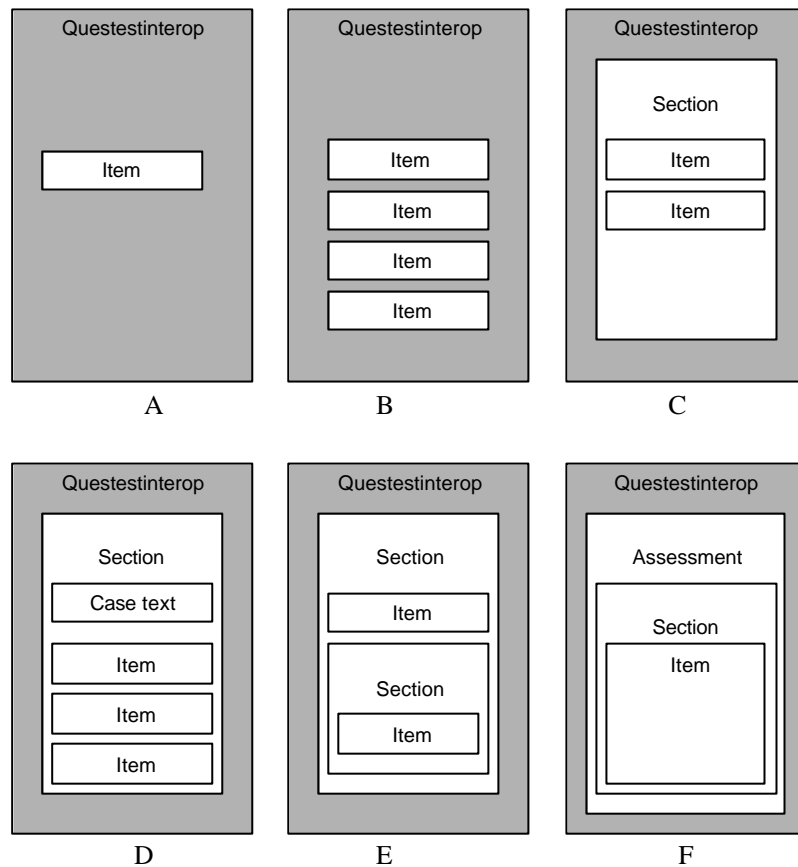 Questestinterop
Item
A
Questestinterop
Item
Item
Item
Item
B
Questestinterop
Section
Item
Item
C
Questestinterop
Section
Case text
Item
Item
Item
D
Questestinterop
Section
Item
Section
Item
E
Questestinterop
Assessment
Section
Item
F